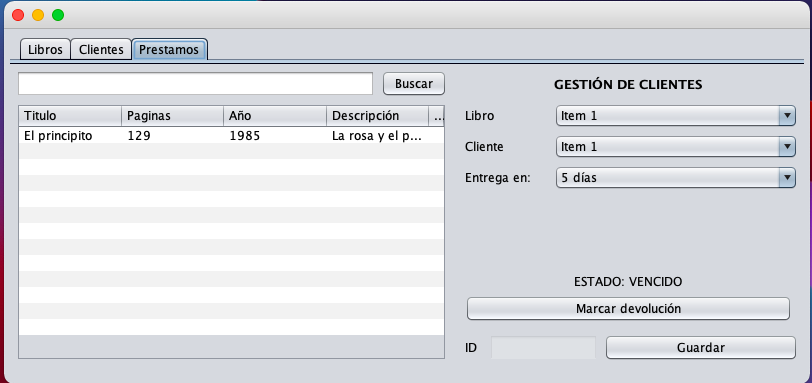 Libros Clientes Prestamos
Buscar
GESTIÓN DE CLIENTES
Titulo Paginas Año Descripción ...
El principito 129 1985 La rosa y el p...
Libro Item 1
Cliente Item 1
Entrega en: 5 días
ESTADO: VENCIDO
Marcar devolución
ID Guardar